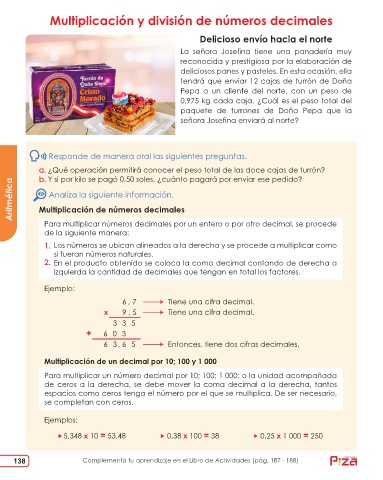 Multiplicación y división de números decimales
Delicioso envío hacia el norte
La señora Josefina tiene una panadería muy
reconocida y prestigiosa por la elaboración de
deliciosos panes y pasteles. En esta ocasión, ella
tendrá que enviar 12 cajas de turrón de Doña
Pepa a un cliente del norte, con un peso de
0,975 kg cada caja. ¿Cuál es el peso total del
paquete de turrones de Doña Pepa que la
señora Josefina enviará al norte?
Turrón de
Doña Pepa
Cristo
Morado
Responde de manera oral las siguientes preguntas.
a. ¿Qué operación permitirá conocer el peso total de las doce cajas de turrón?
b. Y si por kilo se pagó 0,50 soles, ¿cuánto pagará por enviar ese pedido?
Analiza la siguiente información.
Aritmética
Multiplicación de números decimales
Para multiplicar números decimales por un entero o por otro decimal, se procede
de la siguiente manera:
1. Los números se ubican alineados a la derecha y se procede a multiplicar como
si fueran números naturales.
2. En el producto obtenido se coloca la coma decimal contando de derecha a
izquierda la cantidad de decimales que tengan en total los factores.
Ejemplo:
6 , 7 Tiene una cifra decimal.
x 9 , 5 Tiene una cifra decimal.
3 3 5
+ 6 0 3
6 3 , 6 5 Entonces, tiene dos cifras decimales.
Multiplicación de un decimal por 10; 100 y 1 000
Para multiplicar un número decimal por 10; 100; 1 000; o la unidad acompañada
de ceros a la derecha, se debe mover la coma decimal a la derecha, tantos
espacios como ceros tenga el número por el que se multiplica. De ser necesario,
se completan con ceros.
Ejemplos:
5,348 x 10 = 53,48 0,38 x 100 = 38 0,25 x 1 000 = 250
138 Complementa tu aprendizaje en el Libro de Actividades (pág. 187 - 188)